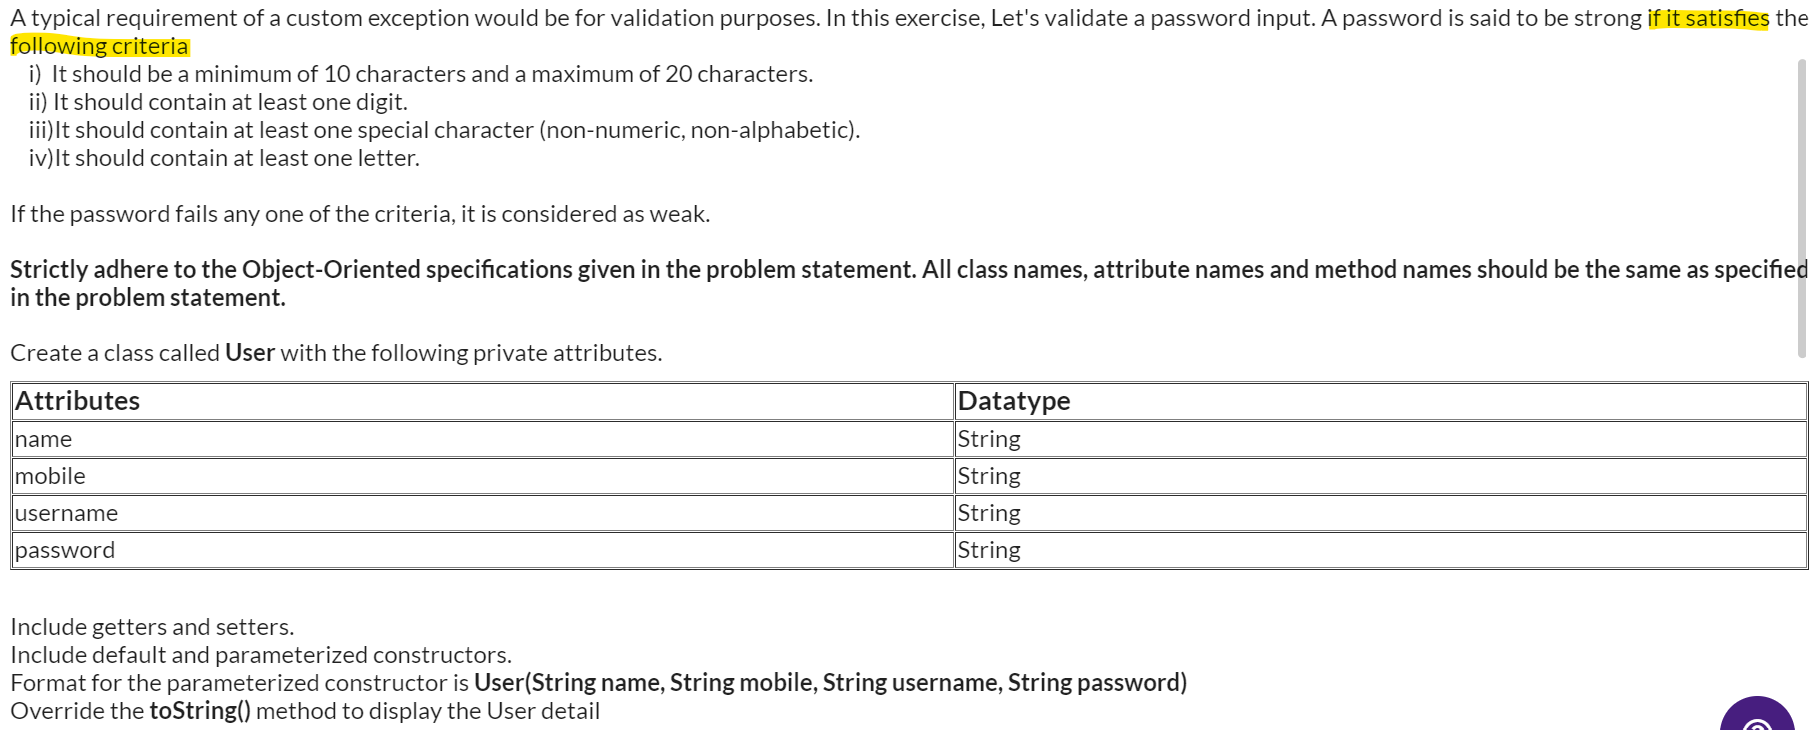 A typical requirement of a custom exception would be for validation purposes. In this exercise, Let's validate a password input. A password is said to be strong if it satisfies the
following criteria
i) It should be a minimum of 10 characters and a maximum of 20 characters.
ii) It should contain at least one digit.
iii)It should contain at least one special character (non-numeric, non-alphabetic).
iv)It should contain at least one letter.
If the password fails any one of the criteria, it is considered as weak.
Strictly adhere to the Object-Oriented specifications given in the problem statement. All class names, attribute names and method names should be the same as specified
in the problem statement.
Create a class called User with the following private attributes.
Attributes Datatype
name String
mobile String
username String
password String
Include getters and setters.
Include default and parameterized constructors.
Format for the parameterized constructor is User(String name, String mobile, String username, String password)
Override the toString() method to display the User detail